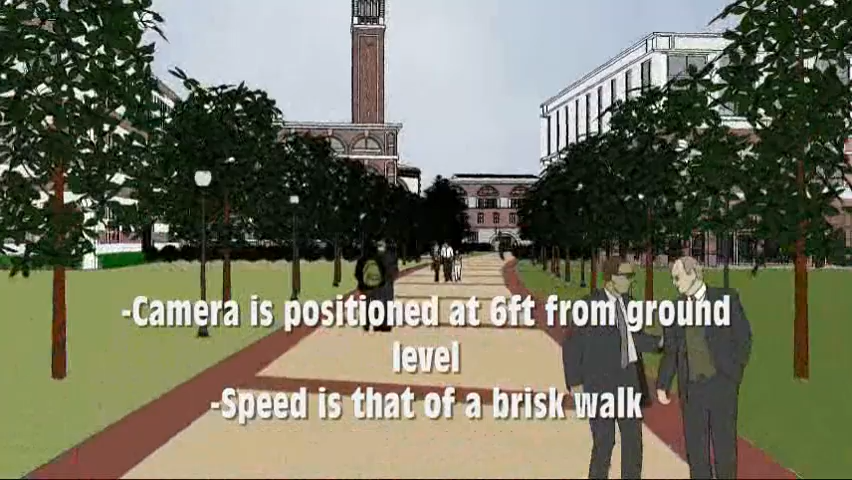 -Camera is positioned at 6ft from ground
level
-Speed is that of a brisk walk